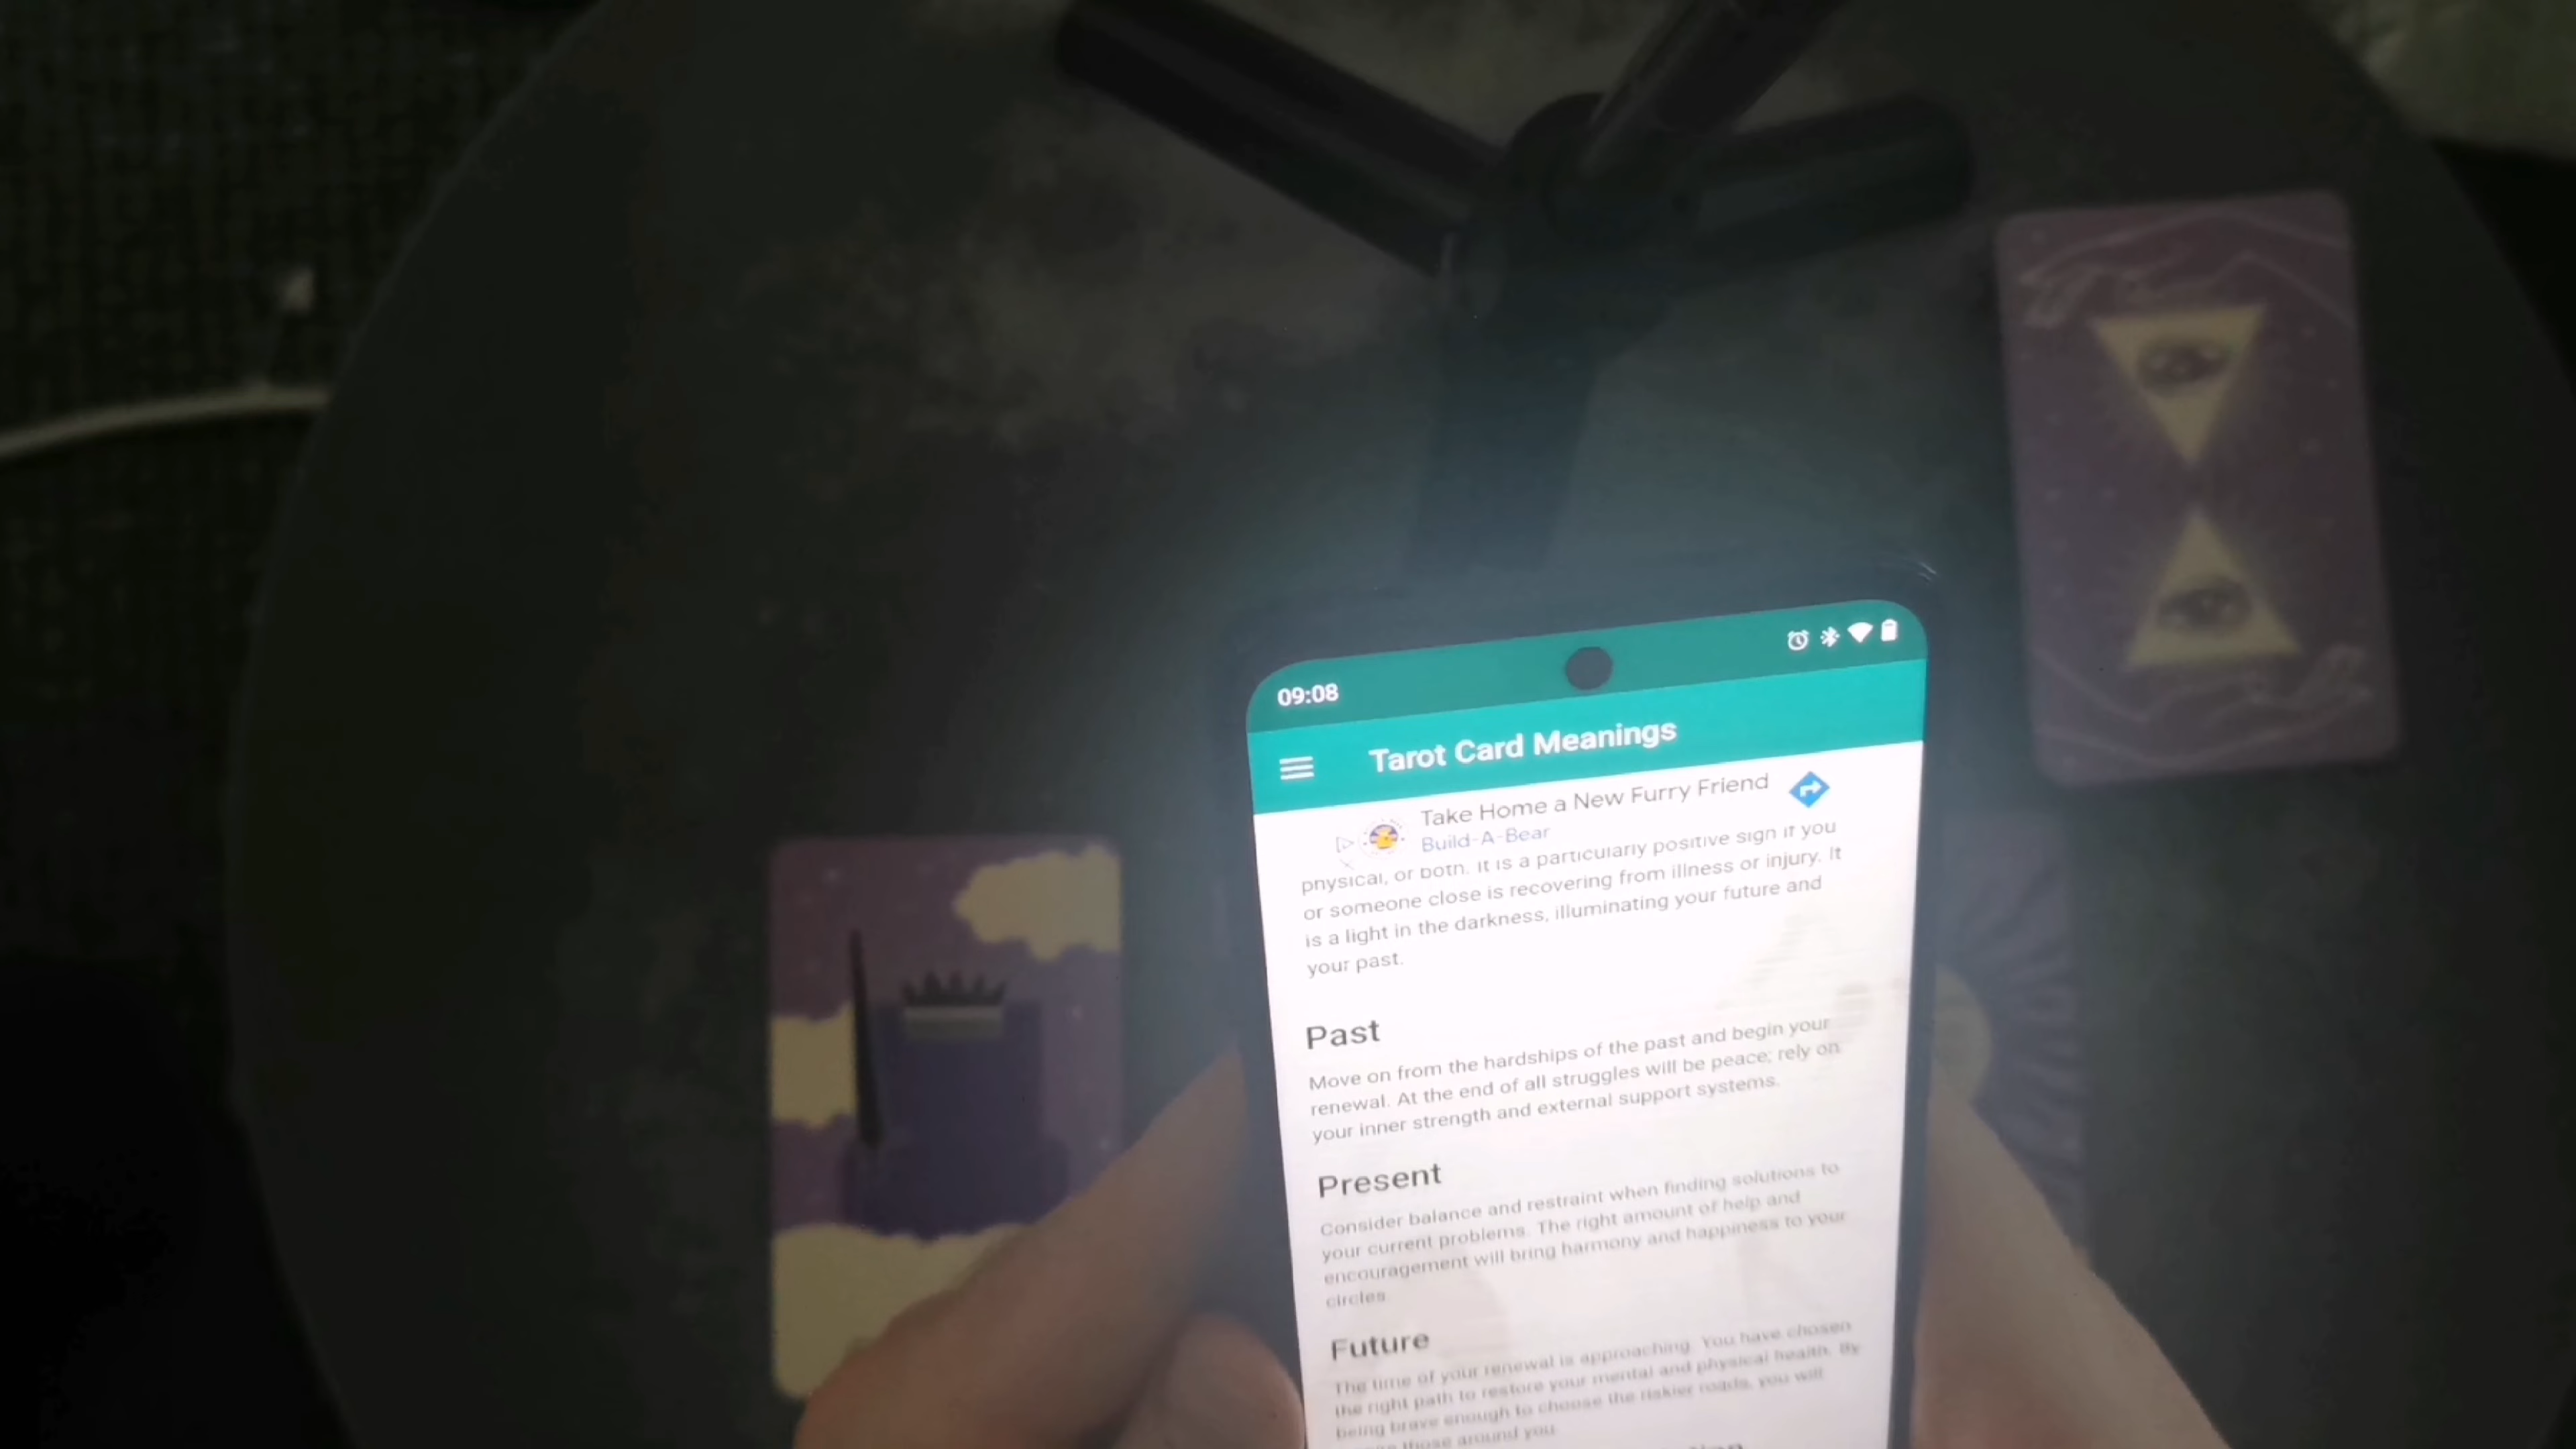 09:08
Tarot Card Meanings
Take Home a New Furry Friend
Build-A-Bear
physical, or both. It is a particularly positive sign if you
or someone close is recovering from illness or injury. It
is a light in the darkness, illuminating your future and
your past.
Past
Move on from the hardships of the past and begin your
renewal. At the end of all struggles will be peace; rely on
your inner strength and external support systems.
Present
Consider balance and restraint when finding solutions to
your current problems. The right amount of help and
encouragement will bring harmony and happiness to your
circles.
Future
The time of your renewal is approaching. You have chosen
the right path to restore your mental and physical health. By
being brave enough to choose the riskier roads, you will
those around you.